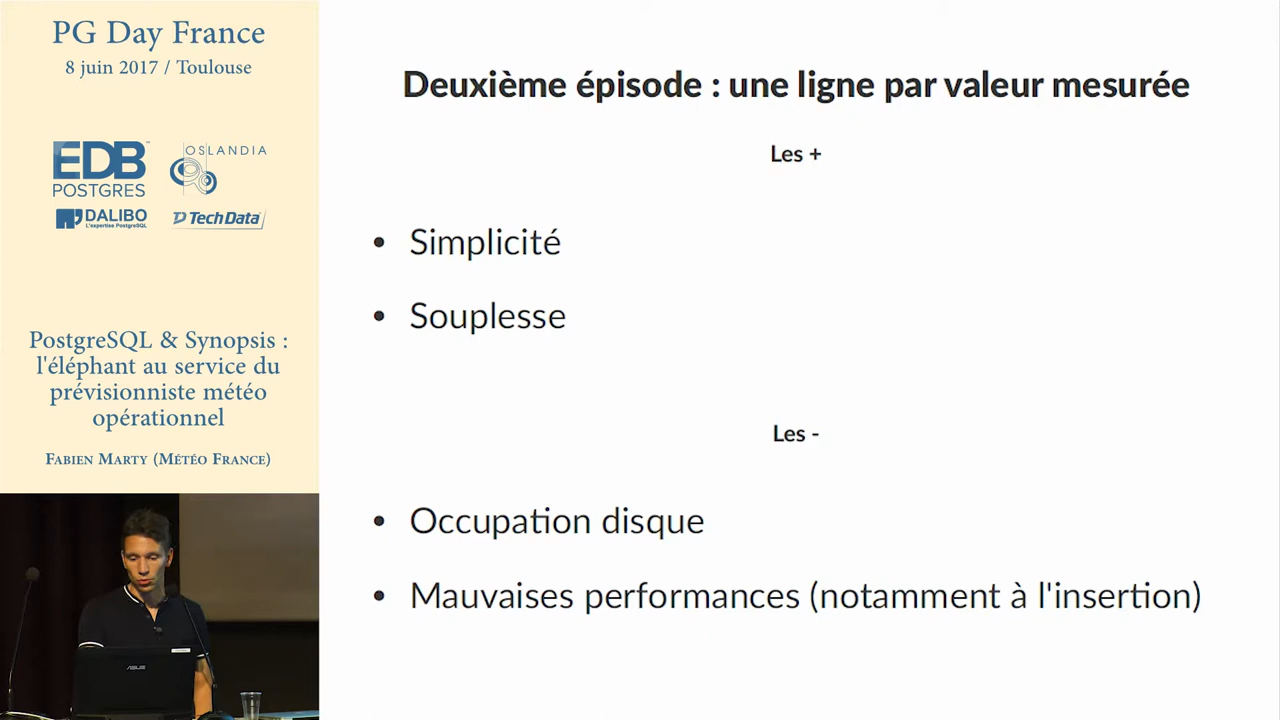 PG Day France
8 juin 2017 / Toulouse
EDB
POSTGRES
OSLANDIA
DALIBO
L'expertise PostgreSQL
TechData
PostgreSQL & Synopsis :
l'éléphant au service du
prévisionniste météo
opérationnel
Fabien Marty (Météo France)
ASUS
Deuxième épisode : une ligne par valeur mesurée
Les +
• Simplicité
• Souplesse
Les -
• Occupation disque
• Mauvaises performances (notamment à l'insertion)